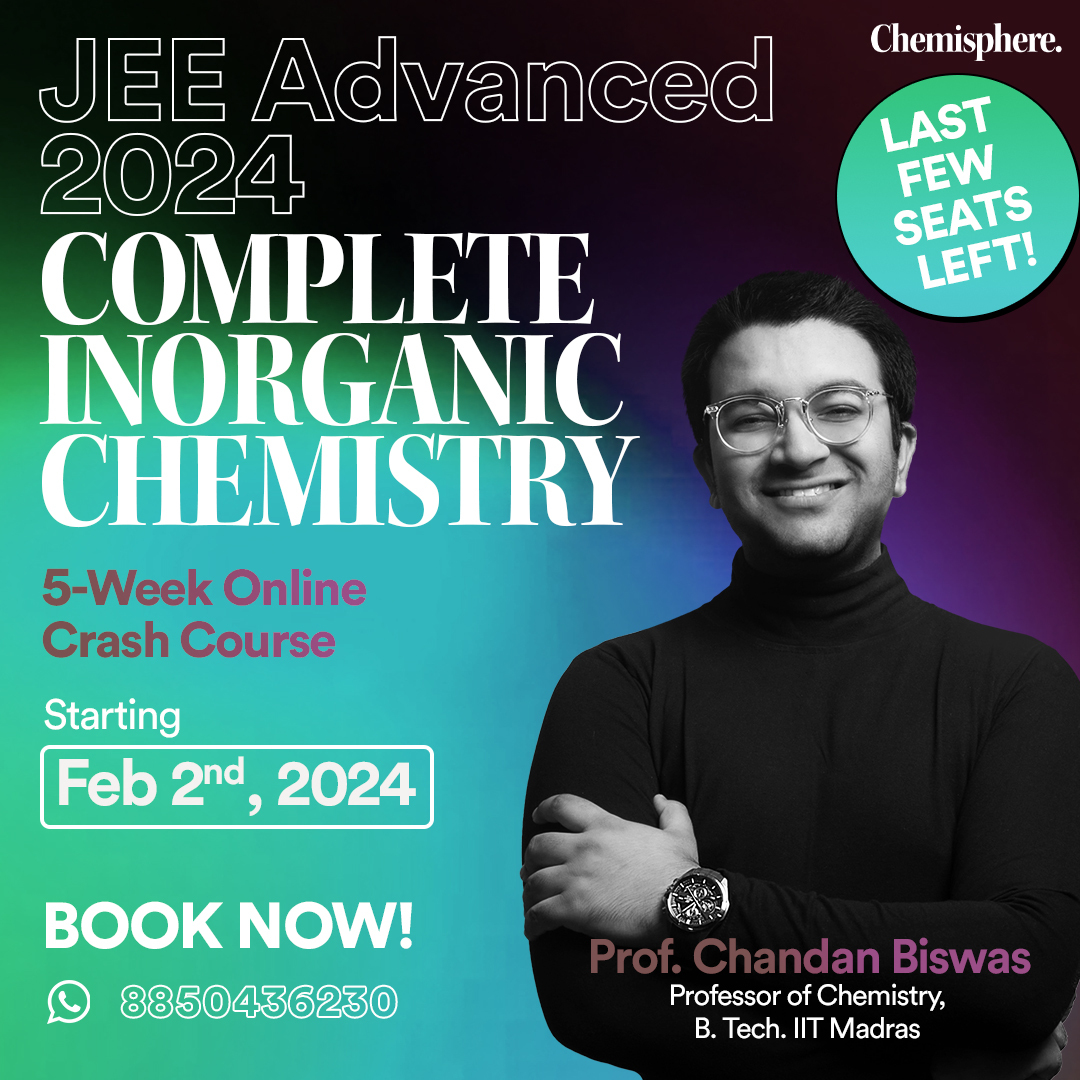 Chemisphere.
JEE Advanced
2024
LAST
FEW
SEATS
LEFT!
COMPLETE
INORGANIC
CHEMISTRY
5-Week Online
Crash Course
Starting
Feb 2nd, 2024
BOOK NOW!
8850436230
Prof. Chandan Biswas
Professor of Chemistry,
B. Tech. IIT Madras